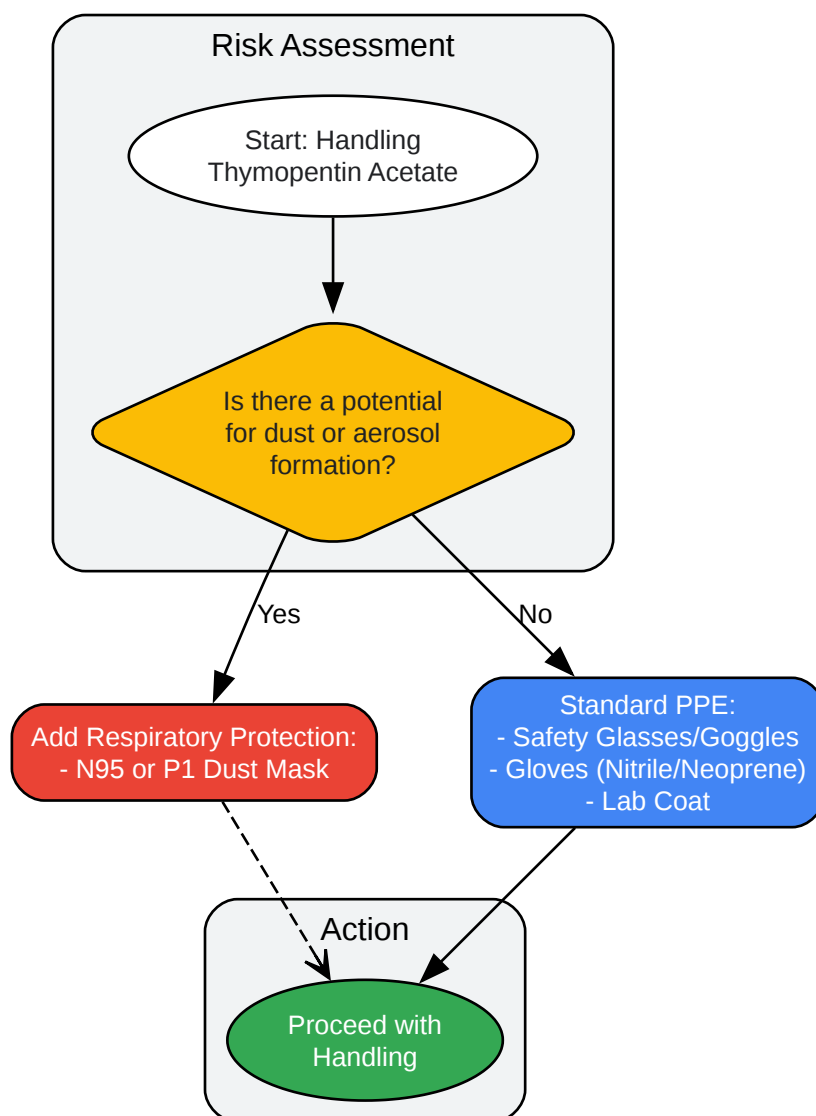 Risk Assessment
Start: Handling
Thymopentin Acetate
Is there a potential
for dust or aerosol
formation?
Yes
No
Add Respiratory Protection:
- N95 or P1 Dust Mask
Standard PPE:
- Safety Glasses/Goggles
- Gloves (Nitrile/Neoprene)
- Lab Coat
Action
Proceed with
Handling